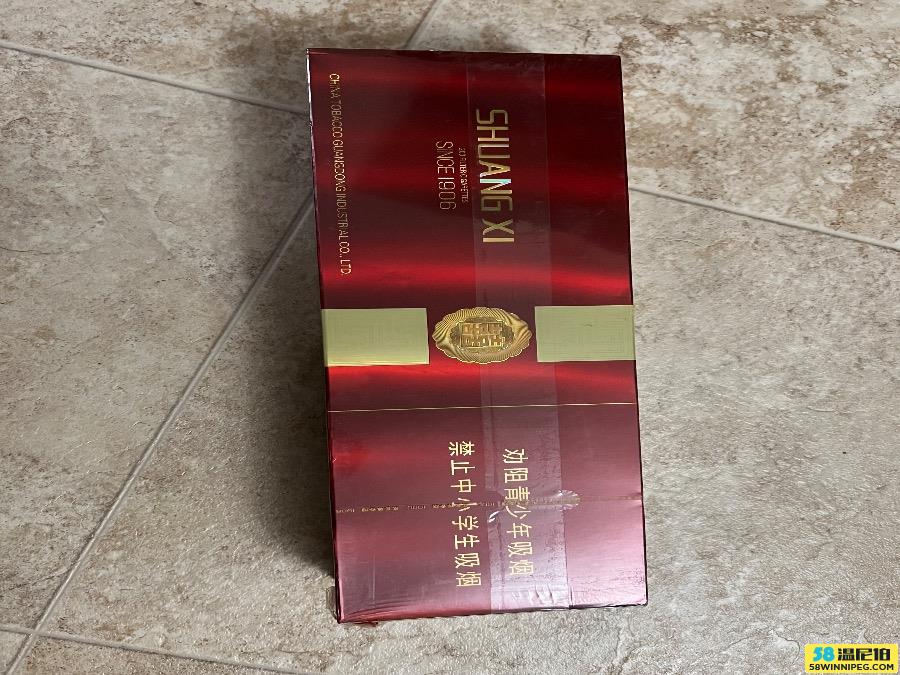 SHUANG XI
SINCE 1906
CHINA TOBACCO GUANGDONG INDUSTRIAL CO., LTD.
囍
劝阻青少年吸烟
禁止中小学生吸烟
58温尼伯
58WINNIPEG.COM